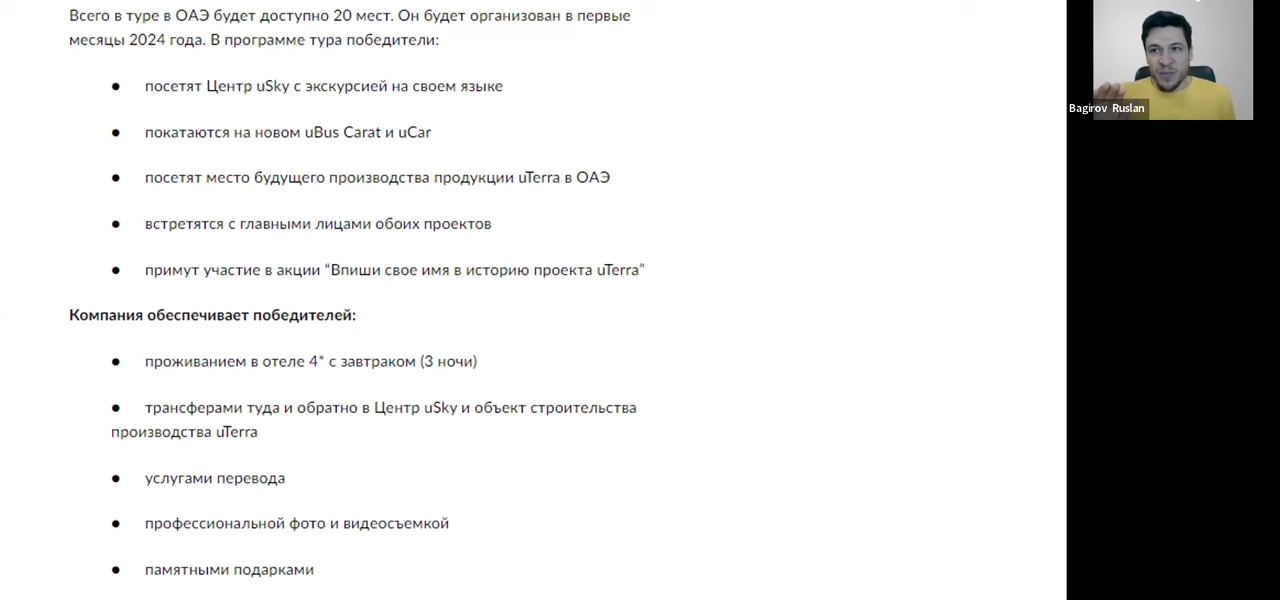 Всего в туре в ОАЭ будет доступно 20 мест. Он будет организован в первые
месяцы 2024 года. В программе тура победители:
● посетят Центр uSky с экскурсией на своем языке
● покатаются на новом uBus Carat и uCar
● посетят место будущего производства продукции uTerra в ОАЭ
● встретятся с главными лицами обоих проектов
● примут участие в акции “Впиши свое имя в историю проекта uTerra”
Компания обеспечивает победителей:
● проживанием в отеле 4* с завтраком (3 ночи)
● трансферами туда и обратно в Центр uSky и объект строительства
производства uTerra
● услугами перевода
● профессиональной фото и видеосъемкой
● памятными подарками
Bagirov Ruslan